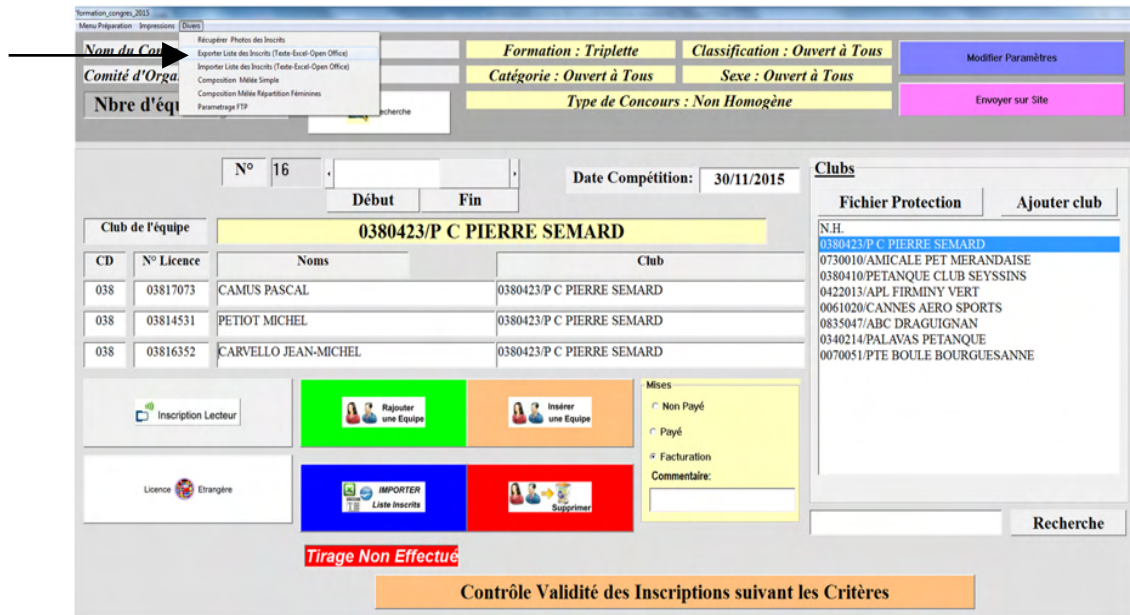 formation_congres_2015
Menu Préparation Impressions Divers
Récupérer Photos des Inscrits
Exporter Liste des Inscrits (Texte-Excel-Open Office)
Importer Liste des Inscrits (Texte-Excel-Open Office)
Composition Mêlée Simple
Composition Mêlée Répartition Féminines
Parametrage FTP
Nom du Con
Formation : Triplette
Classification : Ouvert à Tous
Modifier Paramètres
Comité d'Orga
Catégorie : Ouvert à Tous
Sexe : Ouvert à Tous
Nbre d'équ
echerche
Type de Concours : Non Homogène
Envoyer sur Site
N° 16
Début Fin
Date Compétition: 30/11/2015
Clubs
Fichier Protection Ajouter club
N.H.
0380423/P C PIERRE SEMARD
0730010/AMICALE PET MERANDAISE
0380410/PETANQUE CLUB SEYSSINS
0422013/APL FIRMINY VERT
0061020/CANNES AERO SPORTS
0835047/ABC DRAGUIGNAN
0340214/PALAVAS PETANQUE
0070051/PTE BOULE BOURGUESANNE
Club de l'équipe 0380423/P C PIERRE SEMARD
CD N° Licence Noms Club
038 03817073 CAMUS PASCAL 0380423/P C PIERRE SEMARD
038 03814531 PETIOT MICHEL 0380423/P C PIERRE SEMARD
038 03816352 CARVELLO JEAN-MICHEL 0380423/P C PIERRE SEMARD
Inscription Lecteur
Rajouter
une Equipe
Insérer
une Equipe
Mises
Non Payé
Payé
Facturation
Commentaire:
Licence Etrangère
IMPORTER
Liste Inscrits
Supprimer
Recherche
Tirage Non Effectué
Contrôle Validité des Inscriptions suivant les Critères